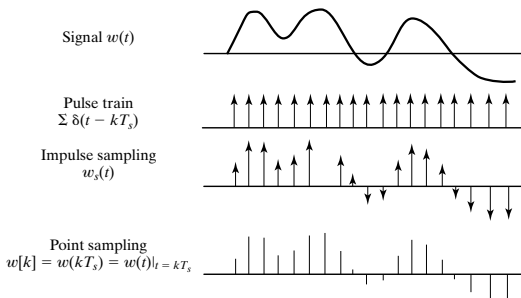 Signal w(t)
Pulse train
Σ δ(t − kTₛ)
Impulse sampling
wₛ(t)
Point sampling
w[k] = w(kTₛ) = w(t)|ₜ ₌ ₖTₛ